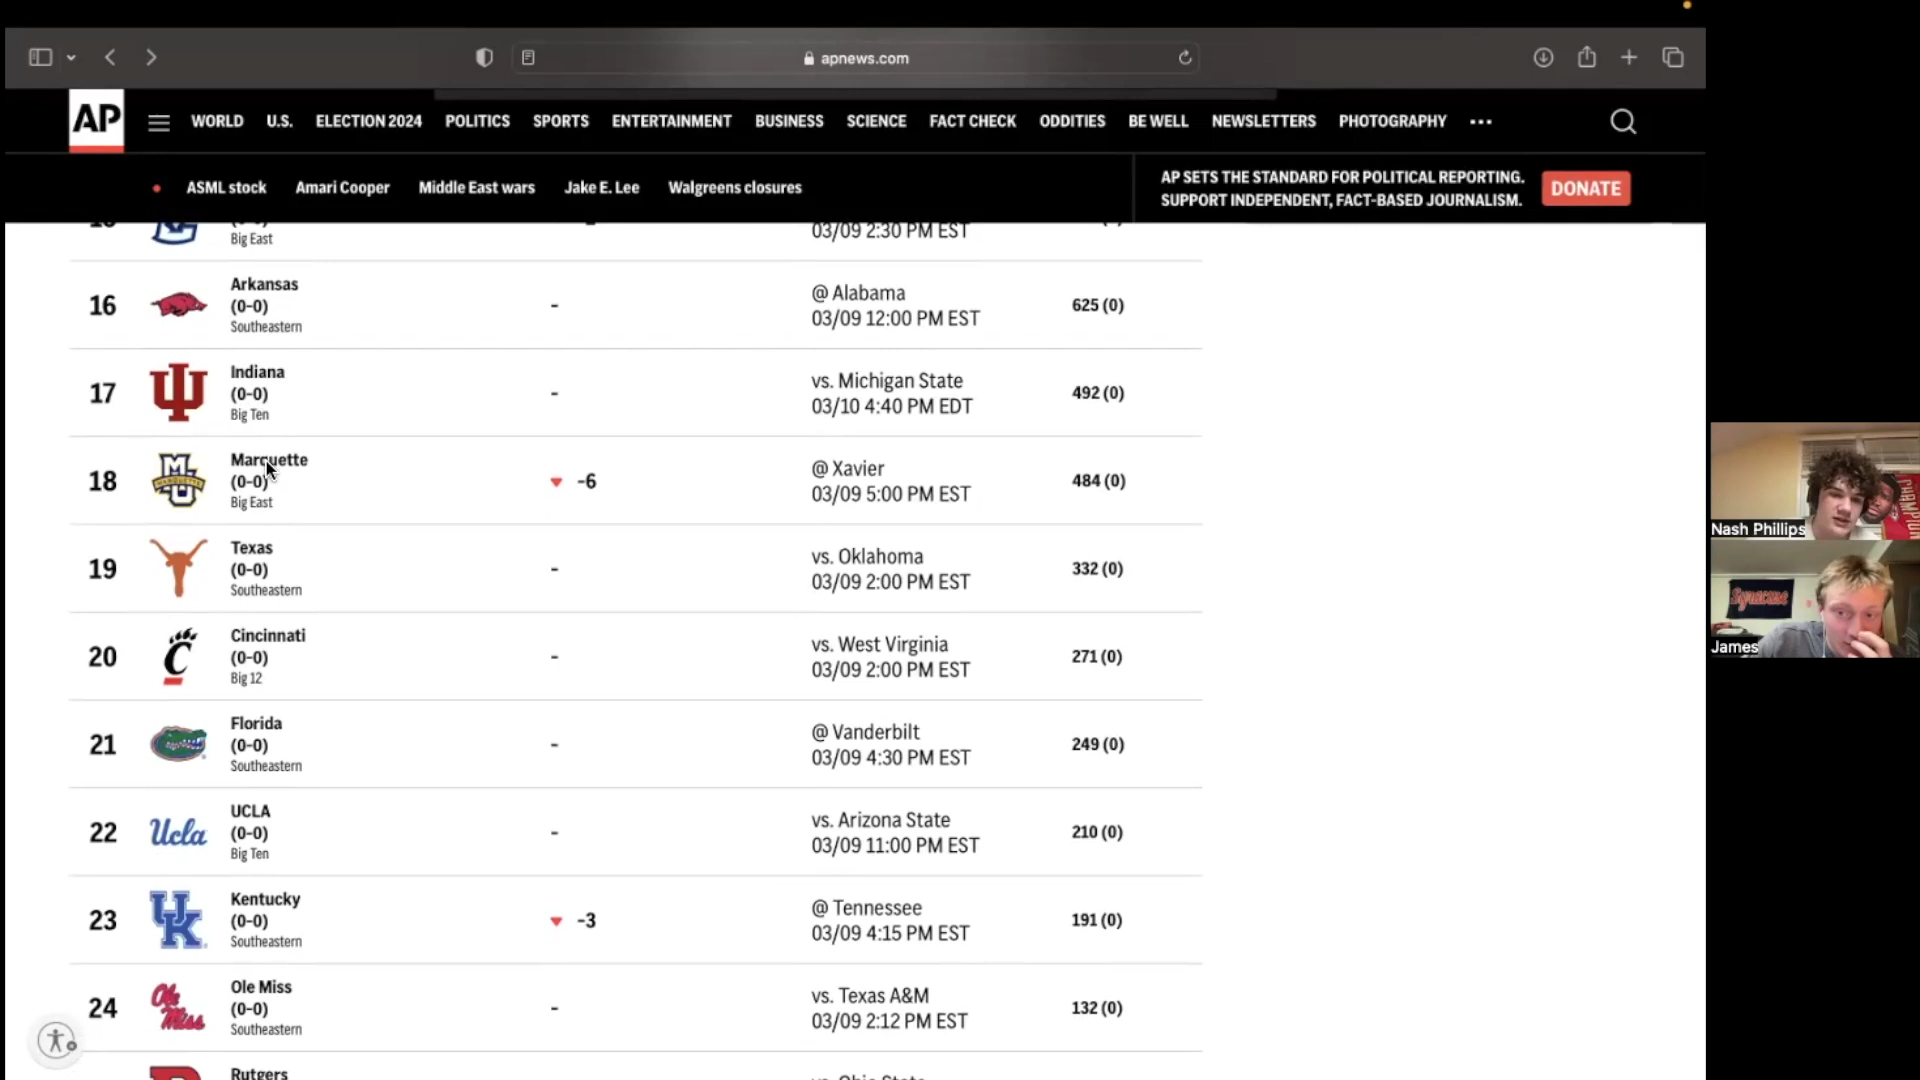 apnews.com
AP
WORLD U.S. ELECTION 2024 POLITICS SPORTS ENTERTAINMENT BUSINESS SCIENCE FACT CHECK ODDITIES BE WELL NEWSLETTERS PHOTOGRAPHY
ASML stock Amari Cooper Middle East wars Jake E. Lee Walgreens closures
AP SETS THE STANDARD FOR POLITICAL REPORTING.
SUPPORT INDEPENDENT, FACT-BASED JOURNALISM.
DONATE
Big East
03/09 2:30 PM EST
16
Arkansas
(0-0)
Southeastern
-
@ Alabama
03/09 12:00 PM EST
625 (0)
17
Indiana
(0-0)
Big Ten
-
vs. Michigan State
03/10 4:40 PM EDT
492 (0)
18
MARQUETTE
Marquette
(0-0)
Big East
-6
@ Xavier
03/09 5:00 PM EST
484 (0)
19
Texas
(0-0)
Southeastern
-
vs. Oklahoma
03/09 2:00 PM EST
332 (0)
20
C
Cincinnati
(0-0)
Big 12
-
vs. West Virginia
03/09 2:00 PM EST
271 (0)
21
Florida
(0-0)
Southeastern
-
@ Vanderbilt
03/09 4:30 PM EST
249 (0)
22
Ucla
UCLA
(0-0)
Big Ten
-
vs. Arizona State
03/09 11:00 PM EST
210 (0)
23
UK
Kentucky
(0-0)
Southeastern
-3
@ Tennessee
03/09 4:15 PM EST
191 (0)
24
Ole Miss
Ole Miss
(0-0)
Southeastern
-
vs. Texas A&M
03/09 2:12 PM EST
132 (0)
Rutgers
vs. Ohio State
Nash Phillips
Syracuse
James